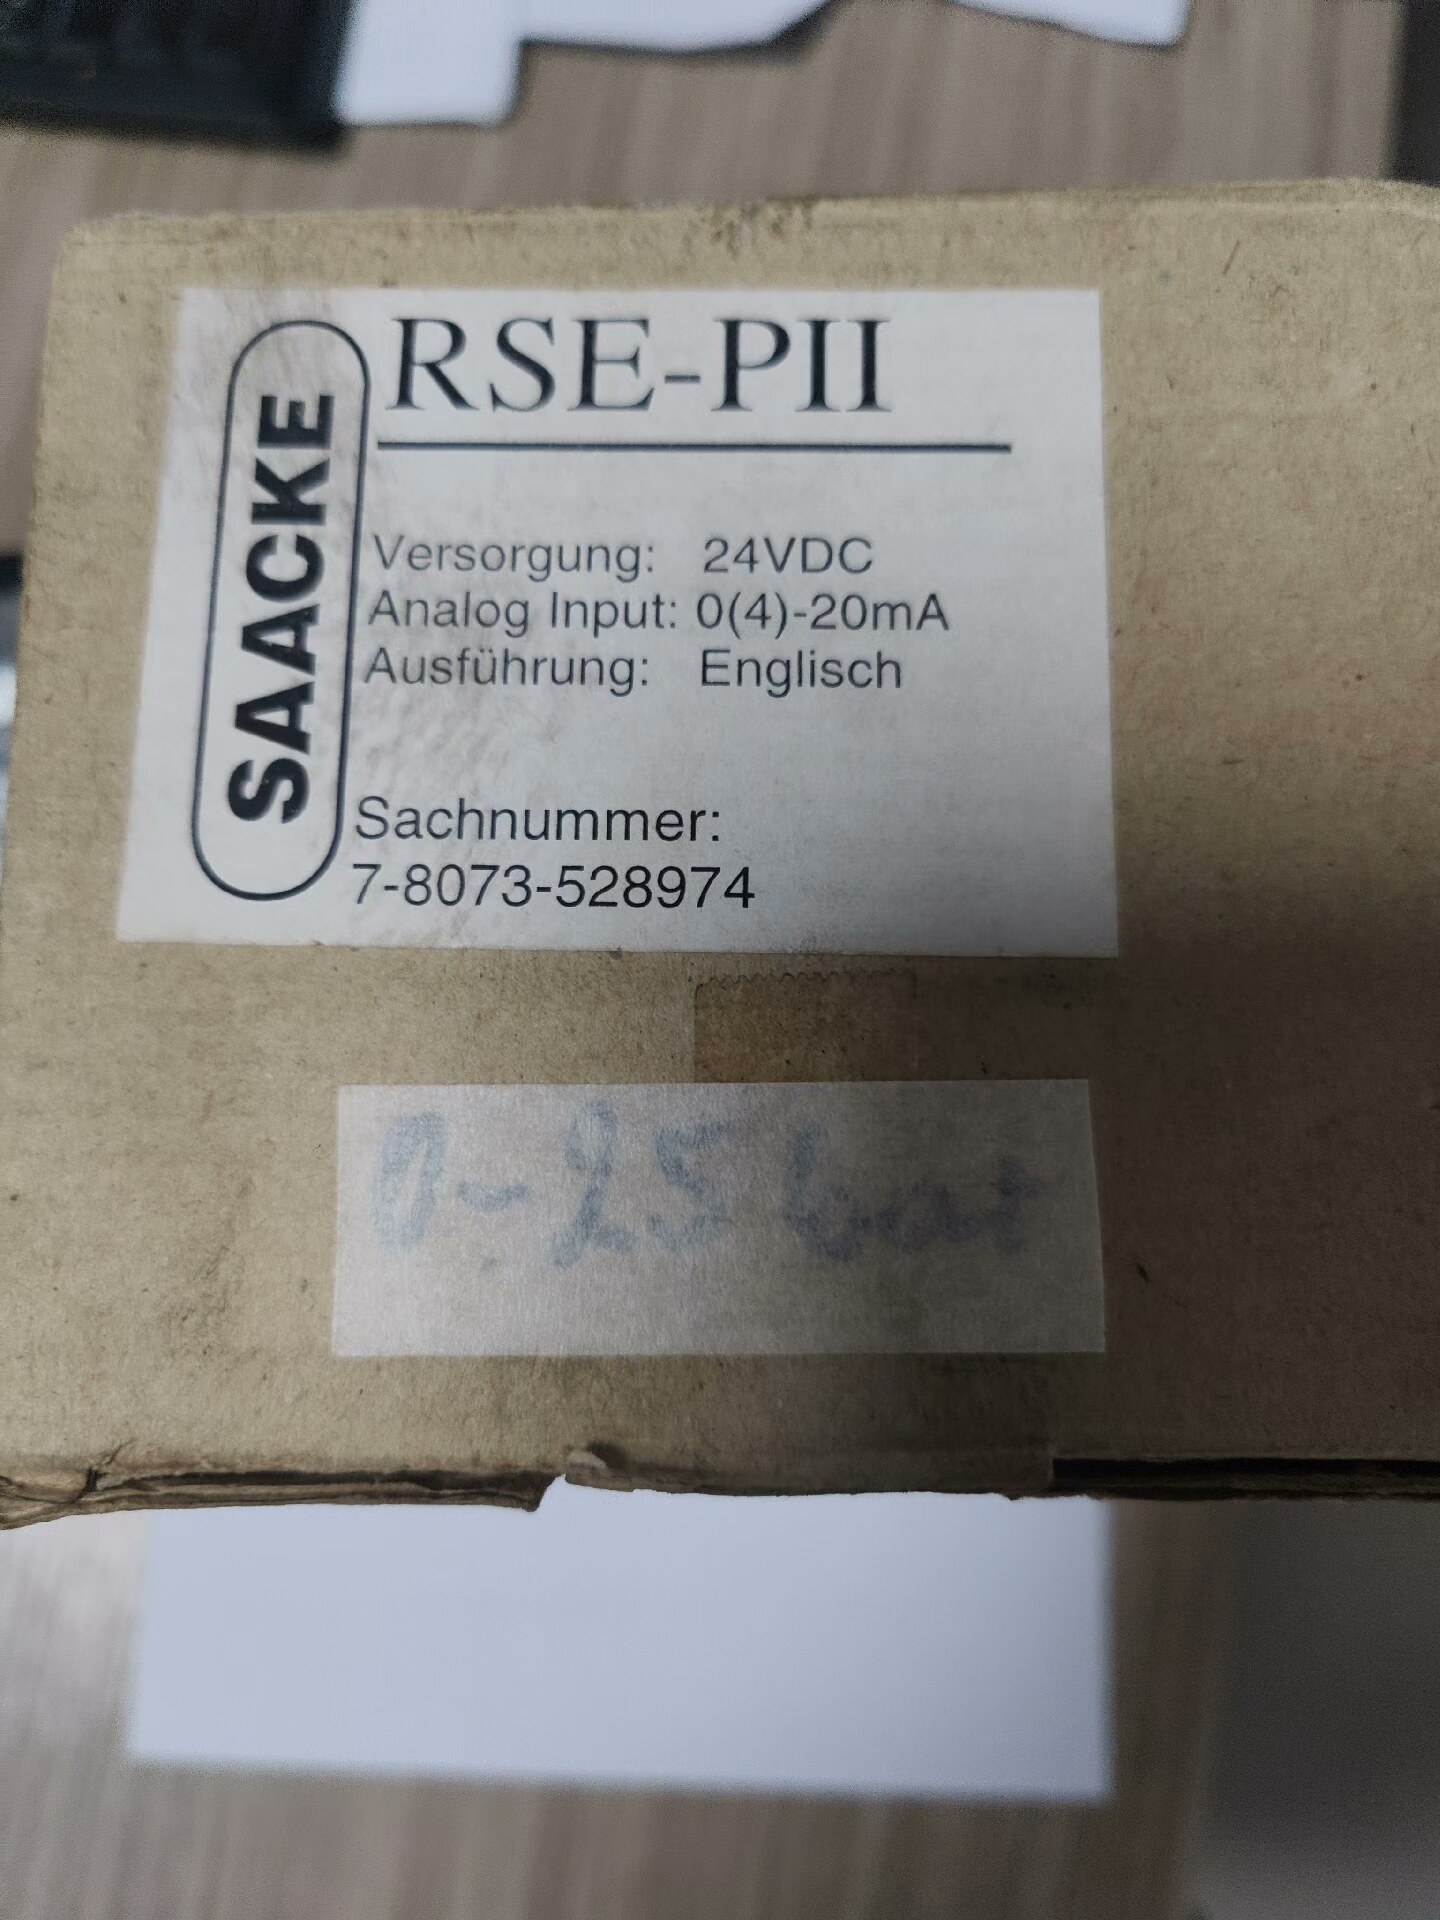 SAACKE
RSE-PII
Versorgung: 24VDC
Analog Input: 0(4)-20mA
Ausführung: Englisch
Sachnummer:
7-8073-528974
0-25 bar